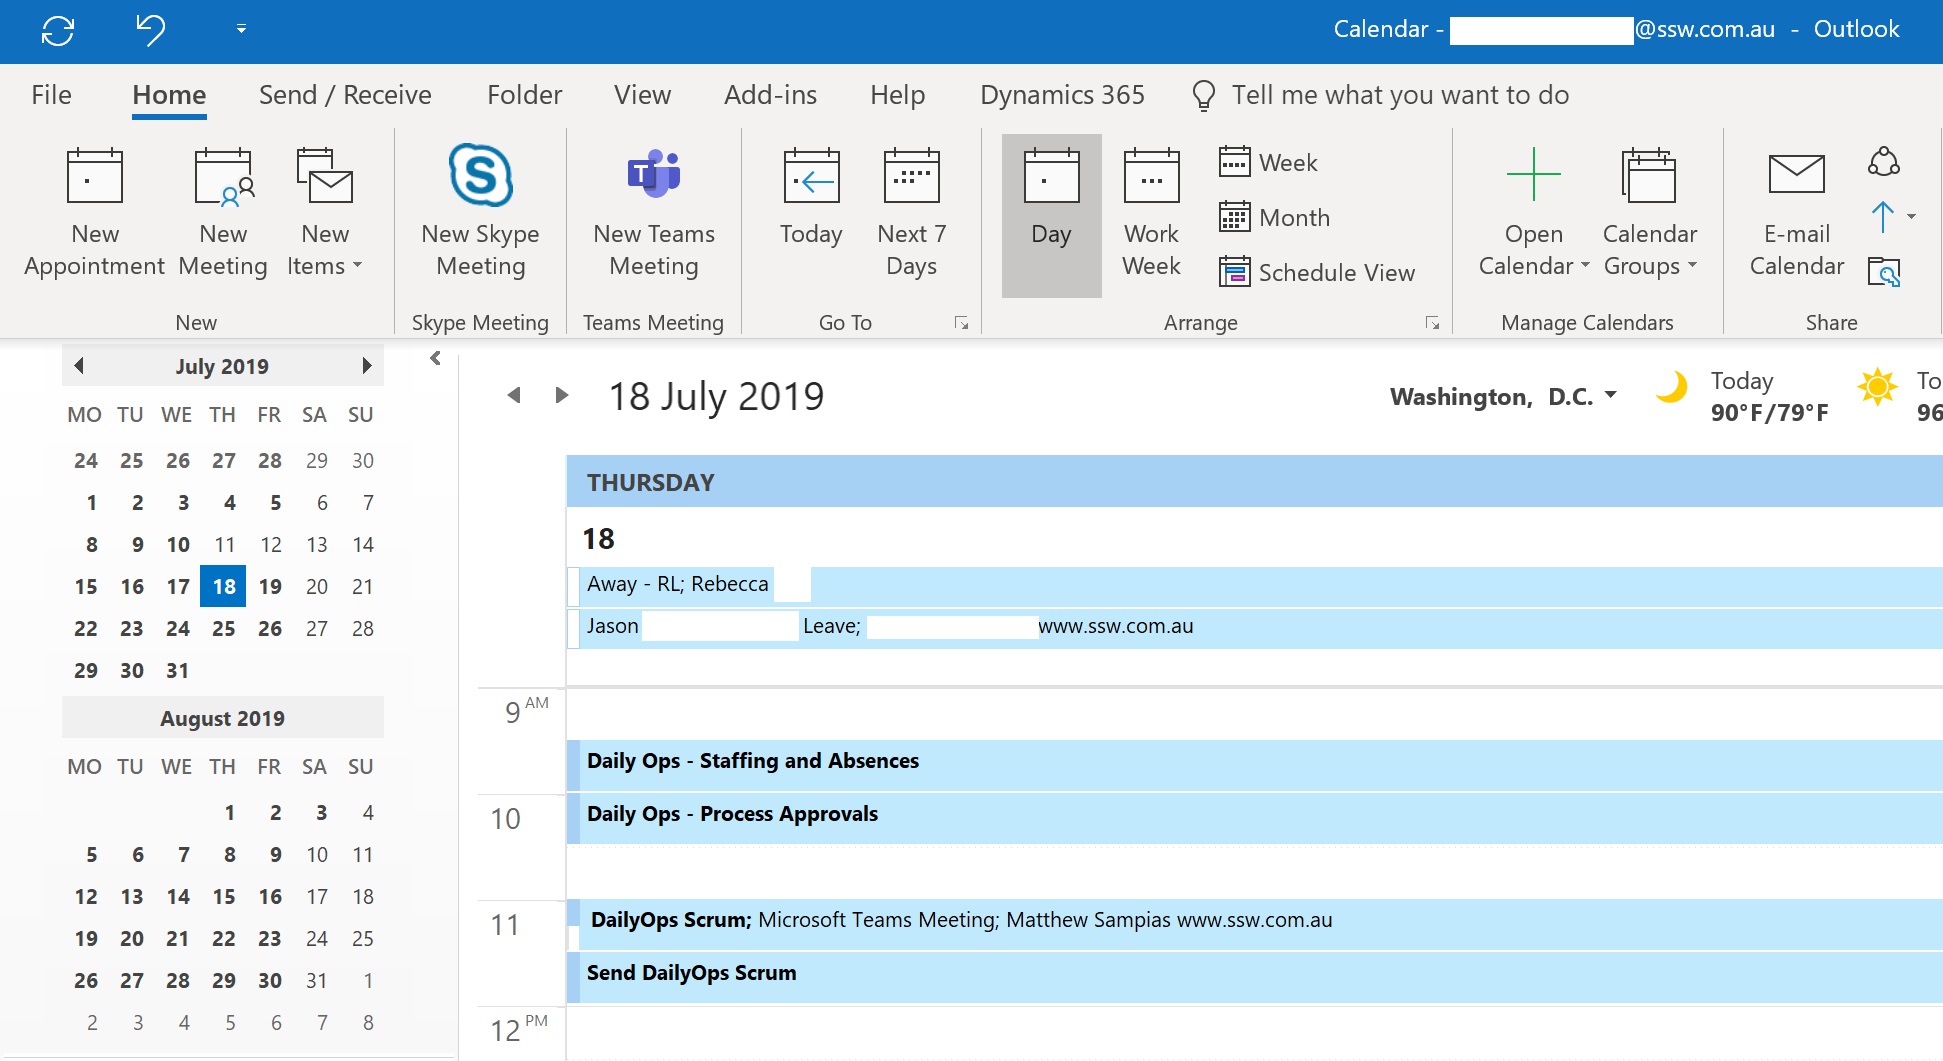 Calendar - @ssw.com.au - Outlook
File Home Send / Receive Folder View Add-ins Help Dynamics 365 Tell me what you want to do
New Appointment
New Meeting
New Items
New Skype Meeting
New Teams Meeting
Today
Next 7 Days
Day
Work Week
Week
Month
Schedule View
Open Calendar
Calendar Groups
E-mail Calendar
New Skype Meeting Teams Meeting Go To Arrange Manage Calendars Share
July 2019
MO TU WE TH FR SA SU
24 25 26 27 28 29 30
1 2 3 4 5 6 7
8 9 10 11 12 13 14
15 16 17 18 19 20 21
22 23 24 25 26 27 28
29 30 31
August 2019
MO TU WE TH FR SA SU
1 2 3 4
5 6 7 8 9 10 11
12 13 14 15 16 17 18
19 20 21 22 23 24 25
26 27 28 29 30 31 1
2 3 4 5 6 7 8
18 July 2019
Washington, D.C.
Today
90°F/79°F
To
96
THURSDAY
18
Away - RL; Rebecca
Jason Leave; www.ssw.com.au
9 AM
Daily Ops - Staffing and Absences
10
Daily Ops - Process Approvals
11
DailyOps Scrum; Microsoft Teams Meeting; Matthew Sampias www.ssw.com.au
Send DailyOps Scrum
12 PM